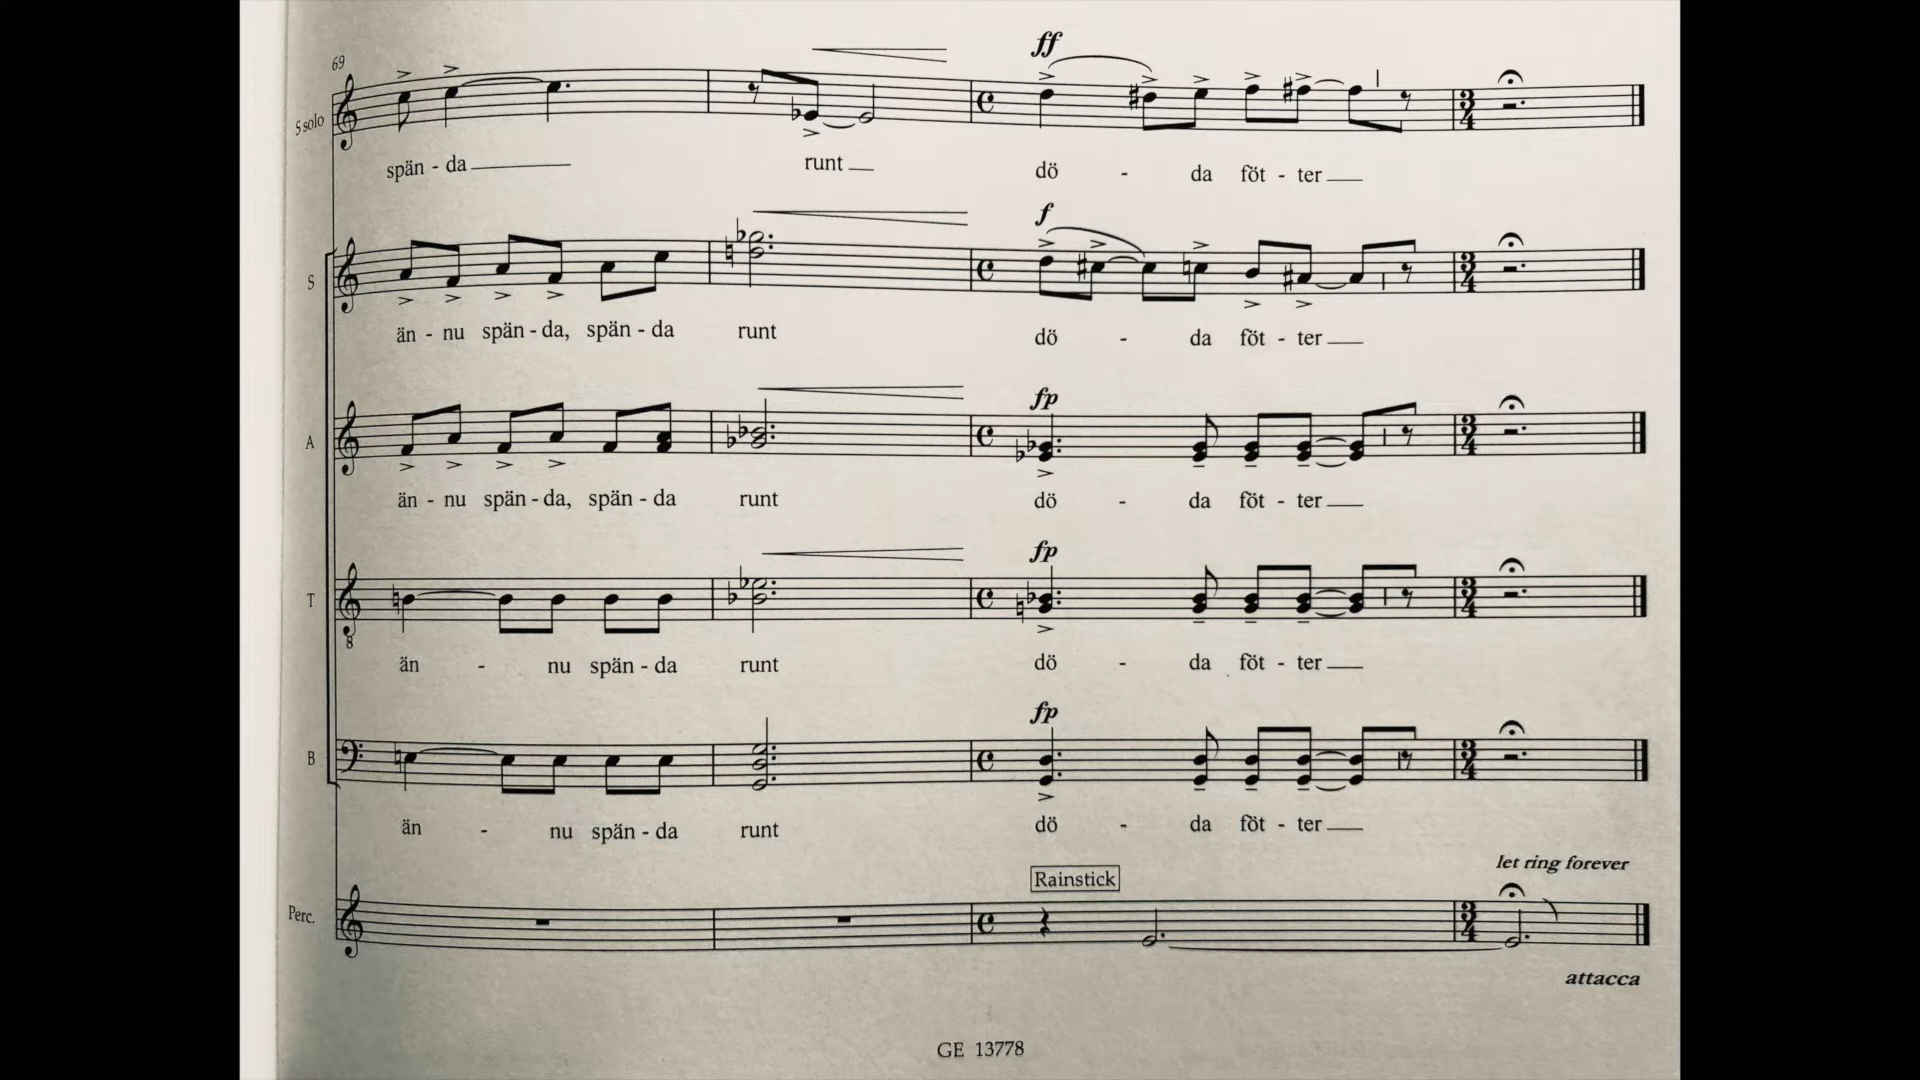 69
ff
S solo
spän - da runt dö - da föt - ter
f
S
än - nu spän - da, spän - da runt dö - da föt - ter
fp
A
än - nu spän - da, spän - da runt dö - da föt - ter
fp
T
8
än - nu spän - da runt dö - da föt - ter
fp
B
än - nu spän - da runt dö - da föt - ter
let ring forever
Rainstick
Perc.
3
4
attacca
GE 13778